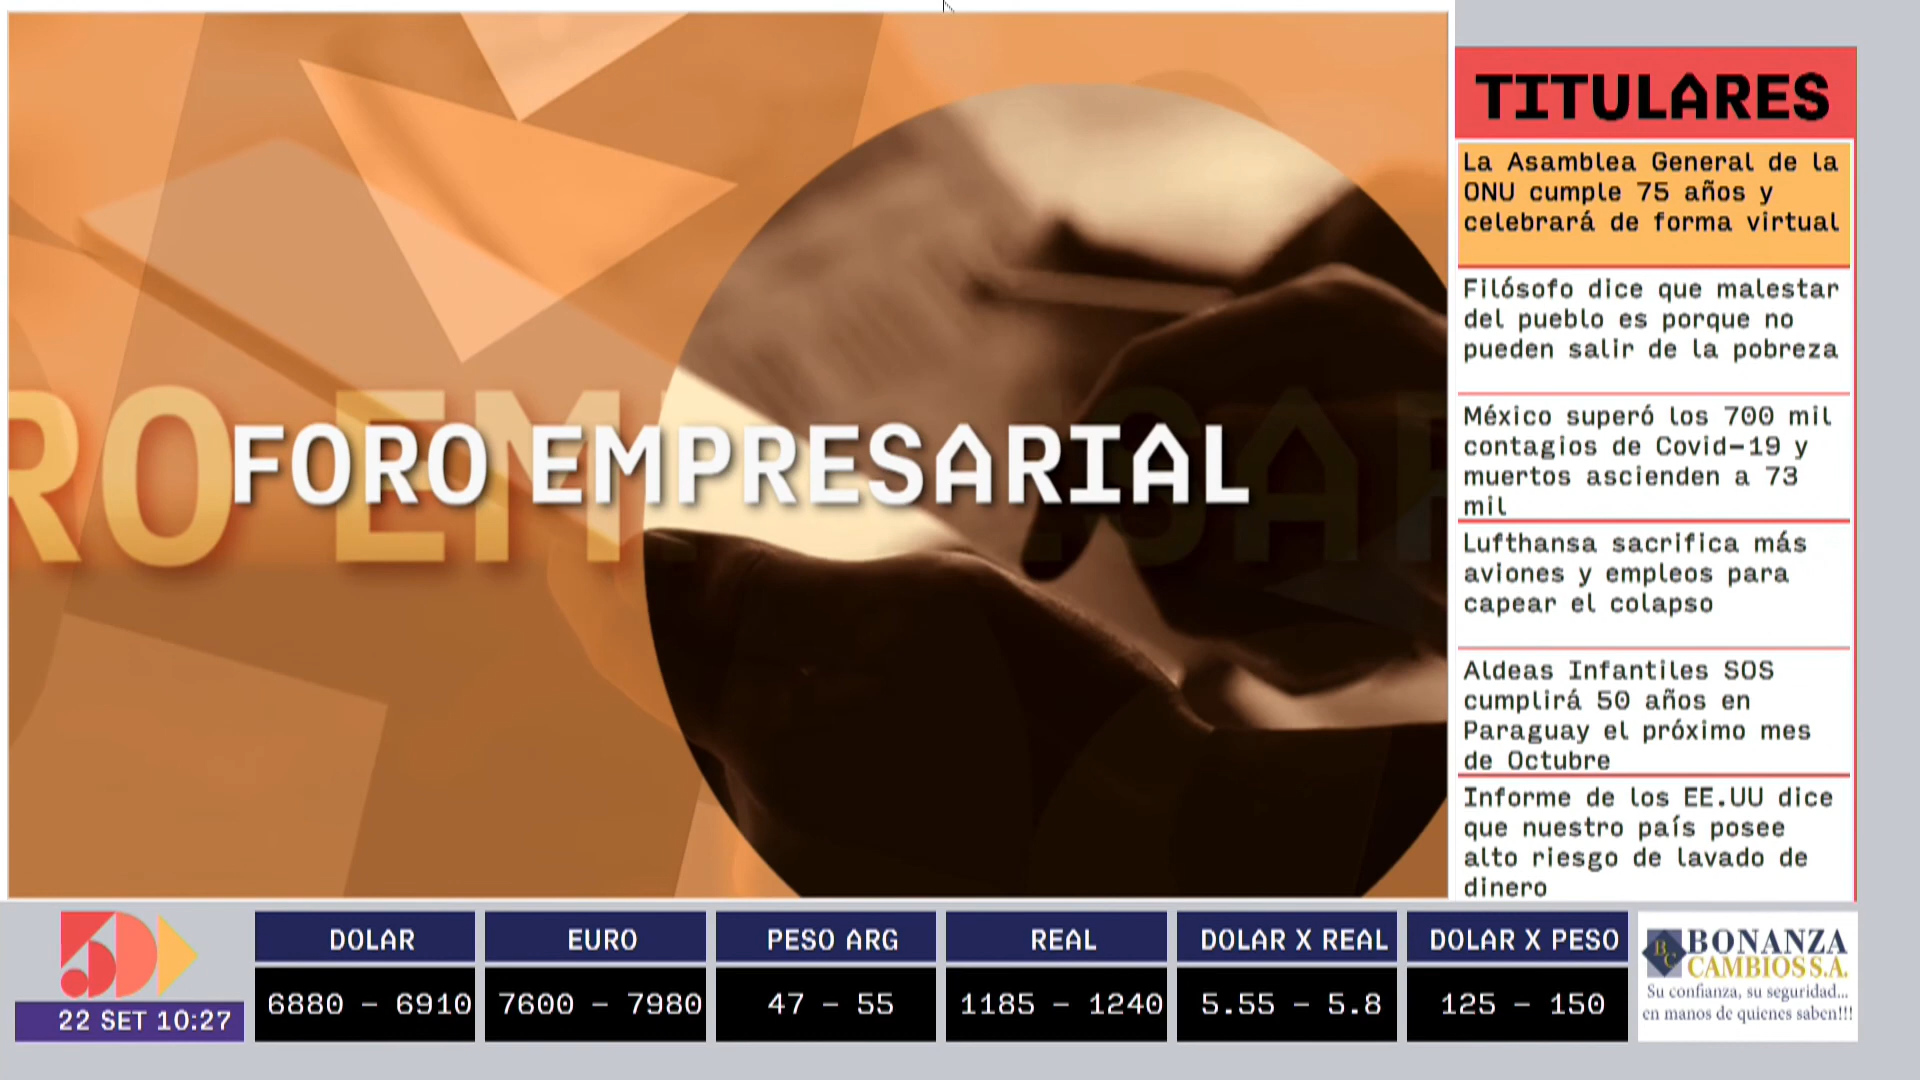 RO EM
FORO EMPRESARIAL
TITULARES
La Asamblea General de la
ONU cumple 75 años y
celebrará de forma virtual
Filósofo dice que malestar
del pueblo es porque no
pueden salir de la pobreza
México superó los 700 mil
contagios de Covid-19 y
muertos ascienden a 73
mil
Lufthansa sacrifica más
aviones y empleos para
capear el colapso
Aldeas Infantiles SOS
cumplirá 50 años en
Paraguay el próximo mes
de Octubre
Informe de los EE.UU dice
que nuestro país posee
alto riesgo de lavado de
dinero
5D
22 SET 10:27
DOLAR
6880 - 6910
EURO
7600 - 7980
PESO ARG
47 - 55
REAL
1185 - 1240
DOLAR X REAL
5.55 - 5.8
DOLAR X PESO
125 - 150
BC
BONANZA
CAMBIOS S.A.
Su confianza, su seguridad...
en manos de quienes saben!!!